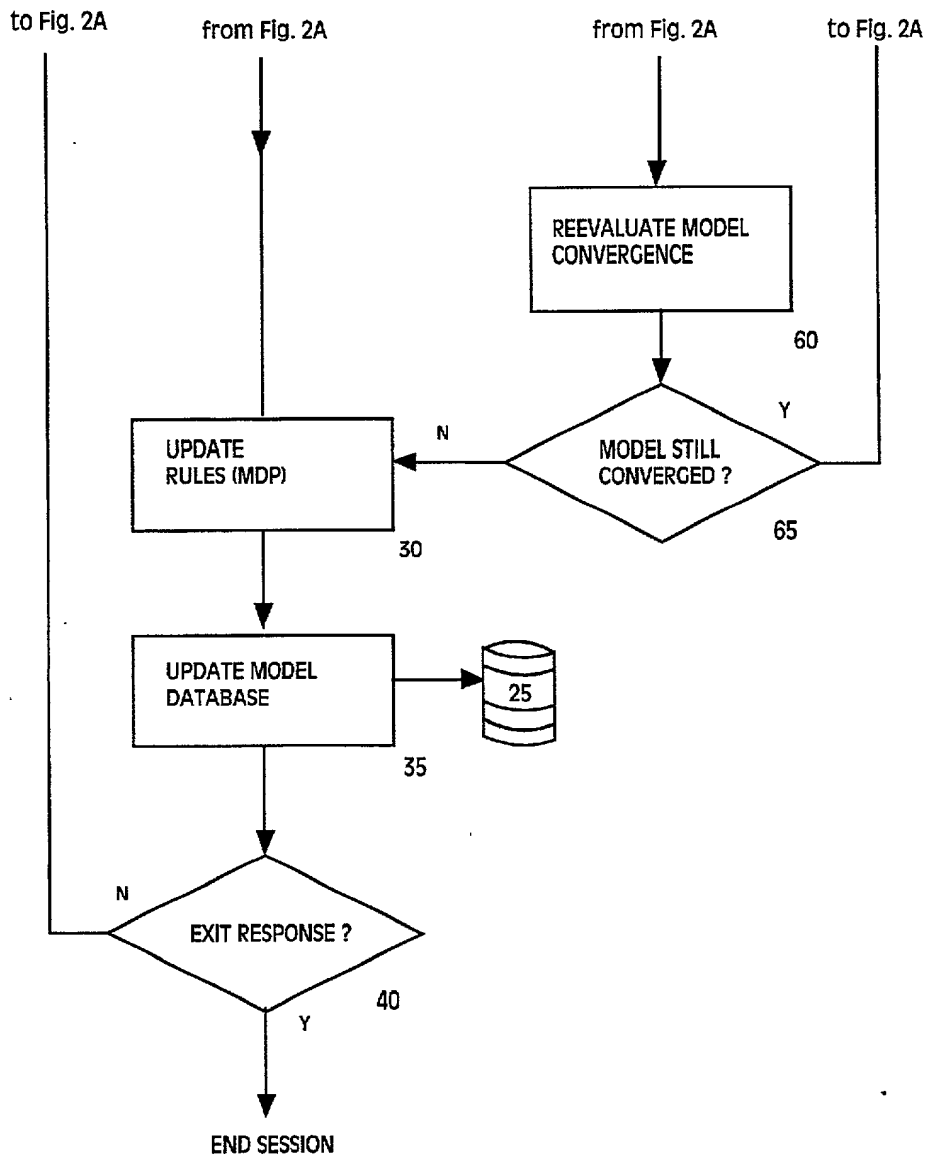 to Fig. 2A
from Fig. 2A
from Fig. 2A
to Fig. 2A
REEVALUATE MODEL
CONVERGENCE
60
Y
N
MODEL STILL
CONVERGED ?
65
UPDATE
RULES (MDP)
30
UPDATE MODEL
DATABASE
25
35
N
EXIT RESPONSE ?
40
Y
END SESSION